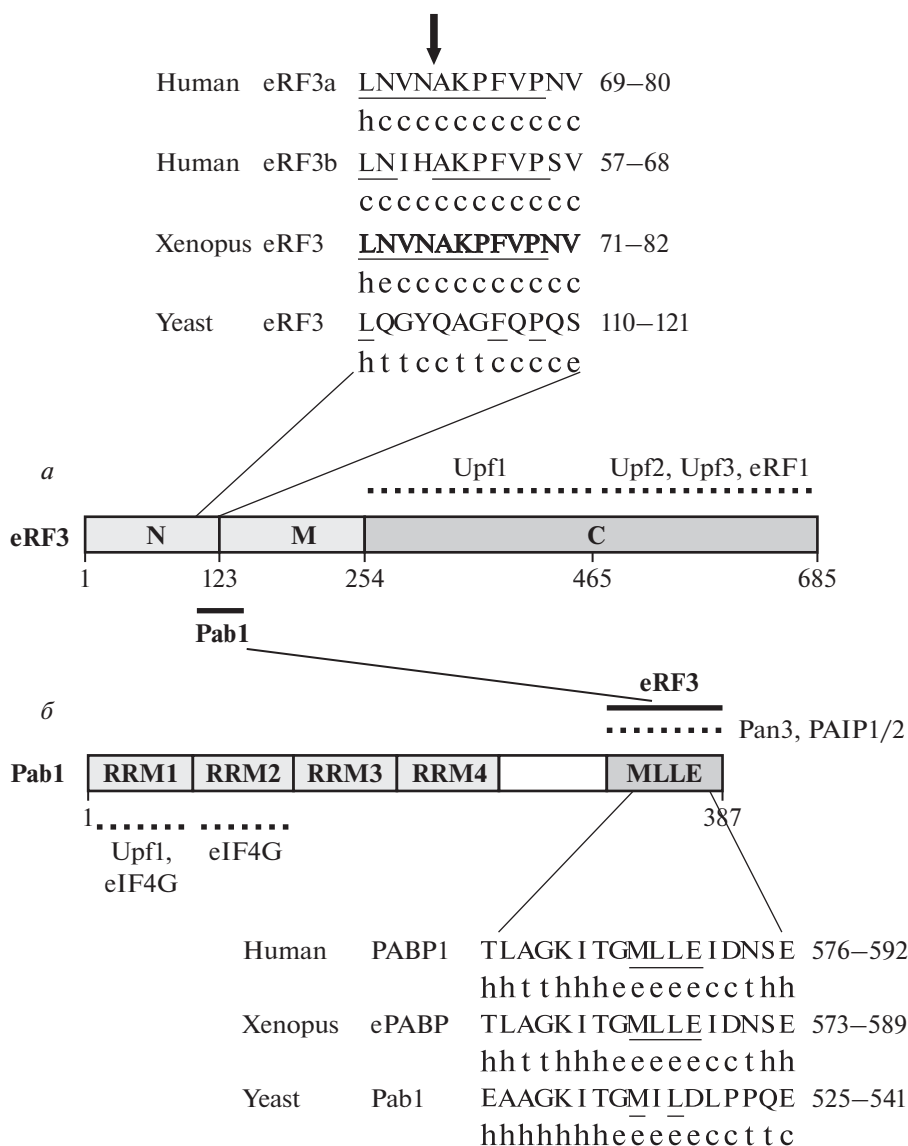 Human eRF3a LNVNAKPFVPNV 69–80
hccccccccccc
Human eRF3b LNIHAKPFVPSV 57–68
cccccccccccc
Xenopus eRF3 LNVNAKPFVPNV 71–82
hecccccccccc
Yeast eRF3 LQGYQAGFQPQS 110–121
httccttcccce
а
Upf1 Upf2, Upf3, eRF1
eRF3 N M C
1 123 254 465 685
Pab1
eRF3
б
Pan3, PAIP1/2
Pab1 RRM1 RRM2 RRM3 RRM4 MLLE
1 387
Upf1, eIF4G
eIF4G
Human PABP1 TLAGKITGMLLEIDNSE 576–592
hhtthhheeeeeccthh
Xenopus ePABP TLAGKITGMLLEIDNSE 573–589
hhtthhheeeeeccthh
Yeast Pab1 EAAGKITGMILDLPPQE 525–541
hhhhhhheeeeeccttc